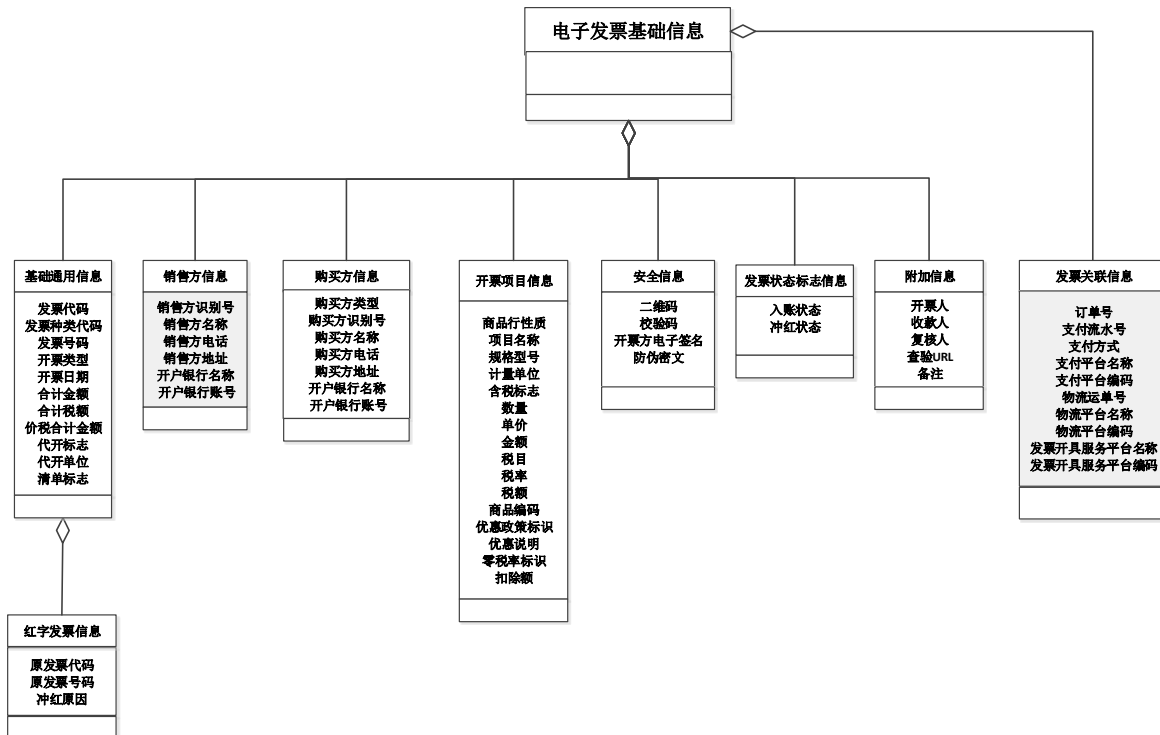 电子发票基础信息
基础通用信息
发票代码
发票种类代码
发票号码
开票类型
开票日期
合计金额
合计税额
价税合计金额
代开标志
代开单位
清单标志
销售方信息
销售方识别号
销售方名称
销售方电话
销售方地址
开户银行名称
开户银行账号
购买方信息
购买方类型
购买方识别号
购买方名称
购买方电话
购买方地址
开户银行名称
开户银行账号
开票项目信息
商品行性质
项目名称
规格型号
计量单位
含税标志
数量
单价
金额
税目
税率
税额
商品编码
优惠政策标识
优惠说明
零税率标识
扣除额
安全信息
二维码
校验码
开票方电子签名
防伪密文
发票状态标志信息
入账状态
冲红状态
附加信息
开票人
收款人
复核人
查验URL
备注
发票关联信息
订单号
支付流水号
支付方式
支付平台名称
支付平台编码
物流运单号
物流平台名称
物流平台编码
发票开具服务平台名称
发票开具服务平台编码
红字发票信息
原发票代码
原发票号码
冲红原因